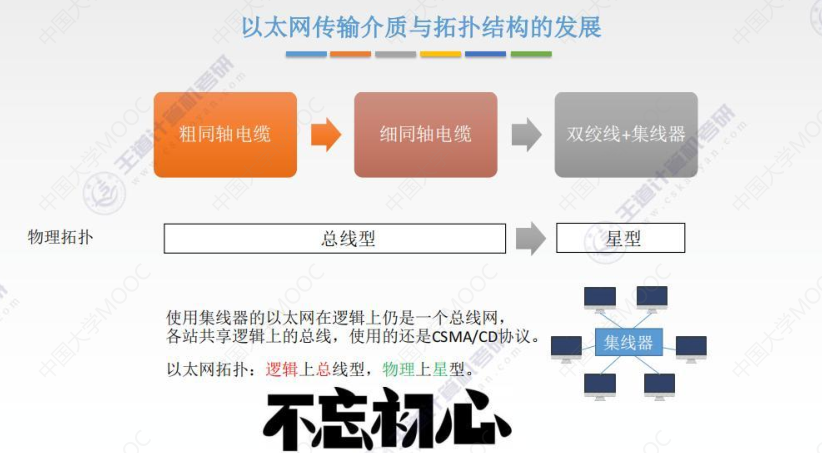 以太网传输介质与拓扑结构的发展
粗同轴电缆
细同轴电缆
双绞线+集线器
物理拓扑
总线型
星型
使用集线器的以太网在逻辑上仍是一个总线网，
各站共享逻辑上的总线，使用的还是CSMA/CD协议。
集线器
以太网拓扑：逻辑上总线型，物理上星型。
不忘初心
中国大学MOOC
王道计算机考研
www.cskaoyan.com